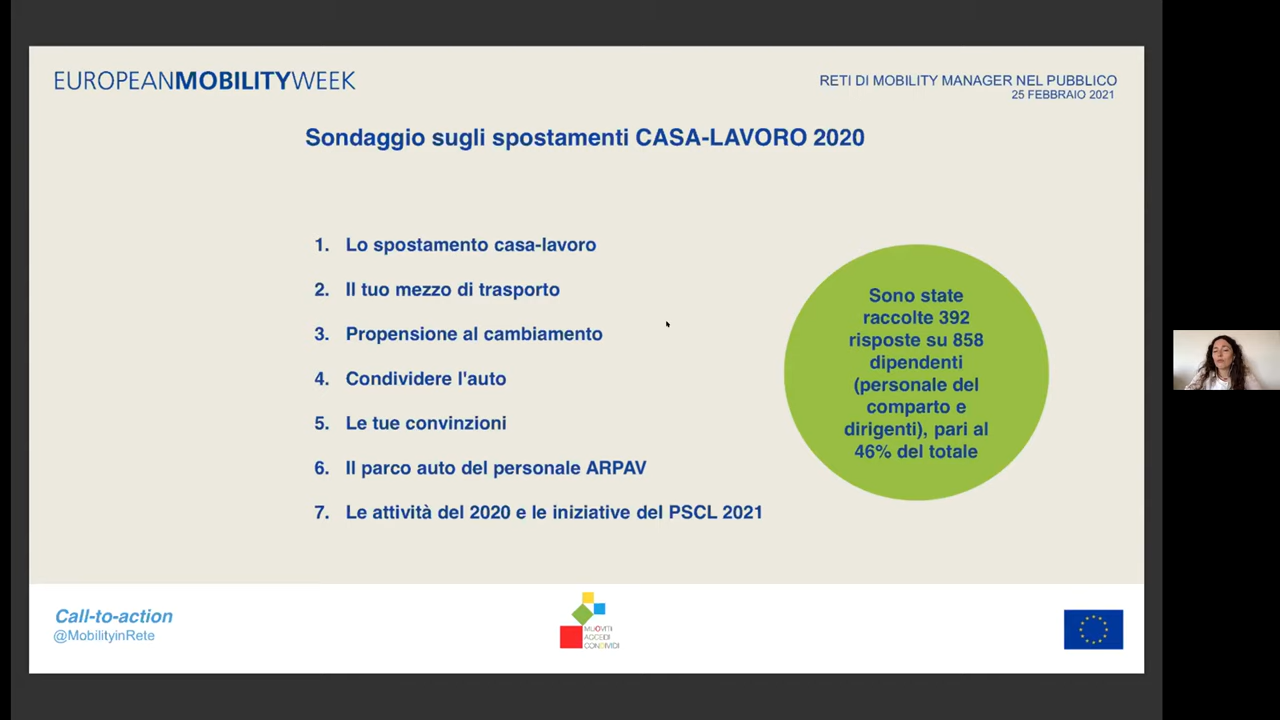 EUROPEANMOBILITYWEEK
RETI DI MOBILITY MANAGER NEL PUBBLICO
25 FEBBRAIO 2021
Sondaggio sugli spostamenti CASA-LAVORO 2020
1. Lo spostamento casa-lavoro
2. Il tuo mezzo di trasporto
3. Propensione al cambiamento
4. Condividere l'auto
5. Le tue convinzioni
6. Il parco auto del personale ARPAV
7. Le attività del 2020 e le iniziative del PSCL 2021
Sono state
raccolte 392
risposte su 858
dipendenti
(personale del
comparto e
dirigenti), pari al
46% del totale
Call-to-action
@MobilityinRete
MUOVITI
ACCEDI
CONDIVIDI